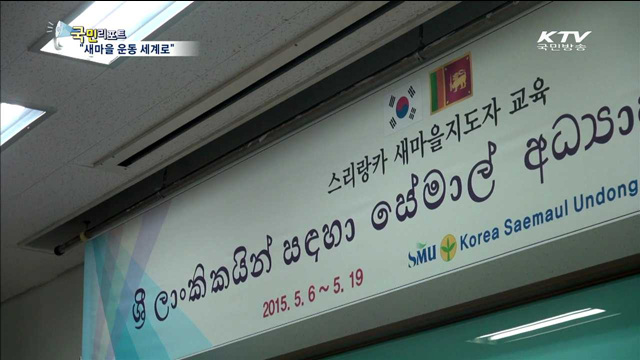 국민리포트
"새마을 운동 세계로"
KTV
국민방송
스리랑카 새마을지도자 교육
ශ්‍රී ලාංකිකයින් සඳහා සේමාල්
SMU Korea Saemaul Undong
2015. 5. 6 ~ 5. 19